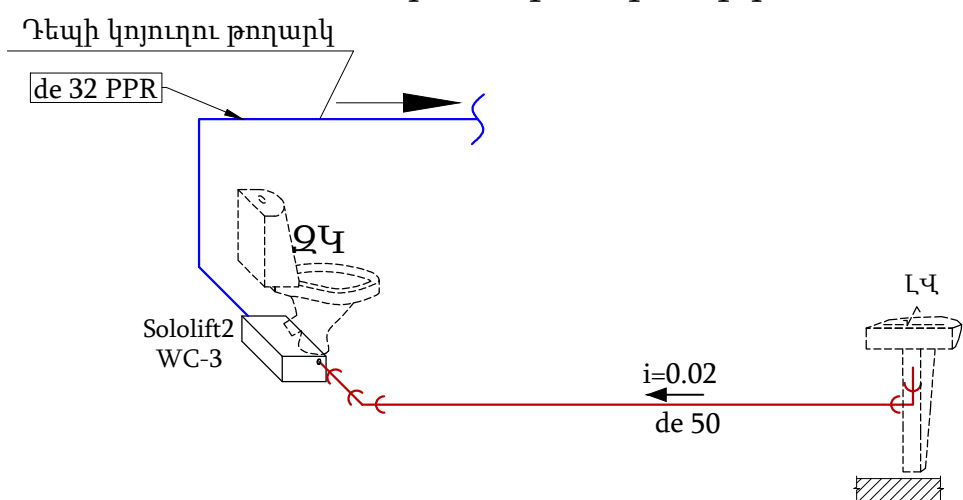 Դեպի կոյուղու թողարկ
de 32 PPR
ԶԿ
ԼՎ
Sololift2
WC-3
i=0.02
de 50